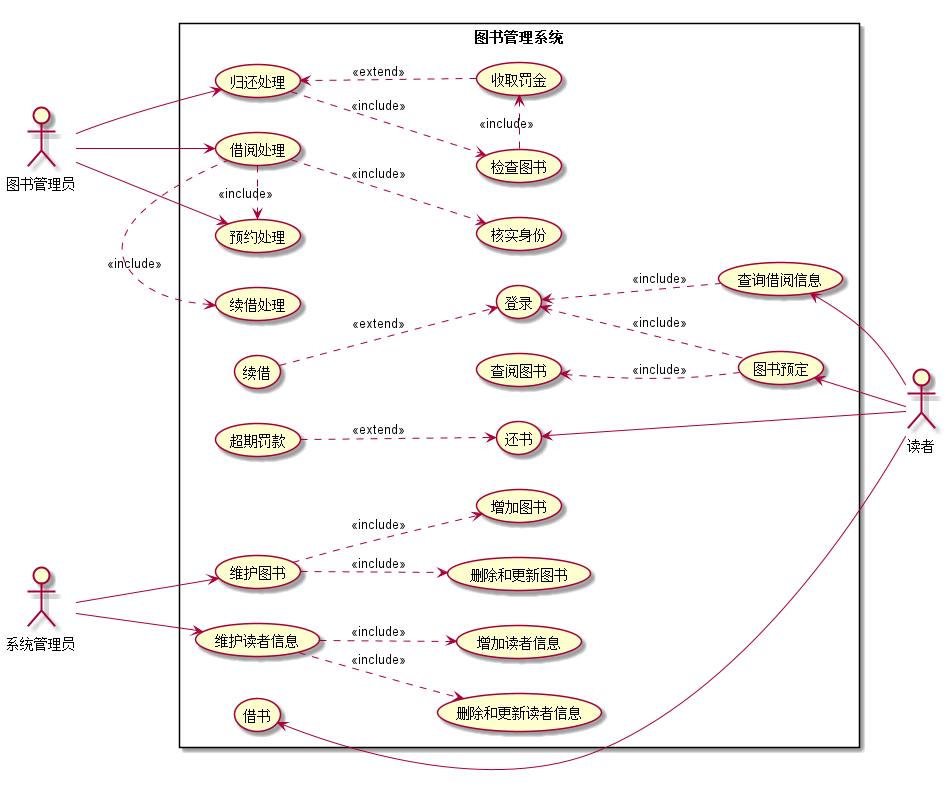 图书管理系统
归还处理
«extend»
收取罚金
«include»
«include»
图书管理员
借阅处理
检查图书
«include»
«include»
预约处理
核实身份
«include»
续借处理
登录
«include»
查询借阅信息
«extend»
«include»
续借
查阅图书
«include»
图书预定
超期罚款
«extend»
还书
读者
增加图书
«include»
维护图书
«include»
删除和更新图书
系统管理员
维护读者信息
«include»
增加读者信息
«include»
借书
删除和更新读者信息